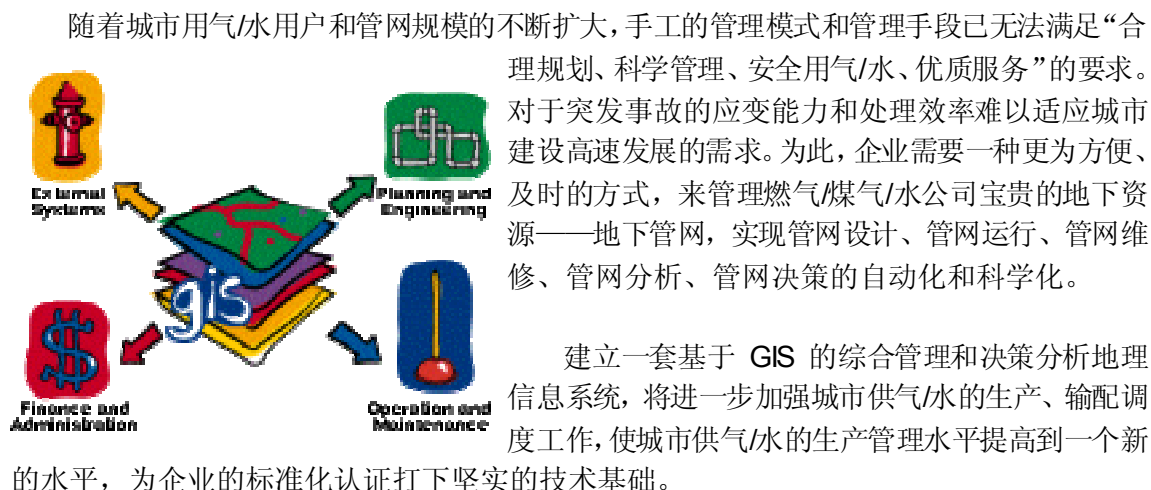 随着城市用气/水用户和管网规模的不断扩大，手工的管理模式和管理手段已无法满足“合
理规划、科学管理、安全用气/水、优质服务”的要求。
对于突发事故的应变能力和处理效率难以适应城市
建设高速发展的需求。为此，企业需要一种更为方便、
及时的方式，来管理燃气/煤气/水公司宝贵的地下资
源——地下管网，实现管网设计、管网运行、管网维
修、管网分析、管网决策的自动化和科学化。
建立一套基于 GIS 的综合管理和决策分析地理
信息系统，将进一步加强城市供气/水的生产、输配调
度工作，使城市供气/水的生产管理水平提高到一个新
的水平，为企业的标准化认证打下坚实的技术基础。
External
Systems
Planning and
Engineering
gis
Finance and
Administration
Operation and
Maintenance